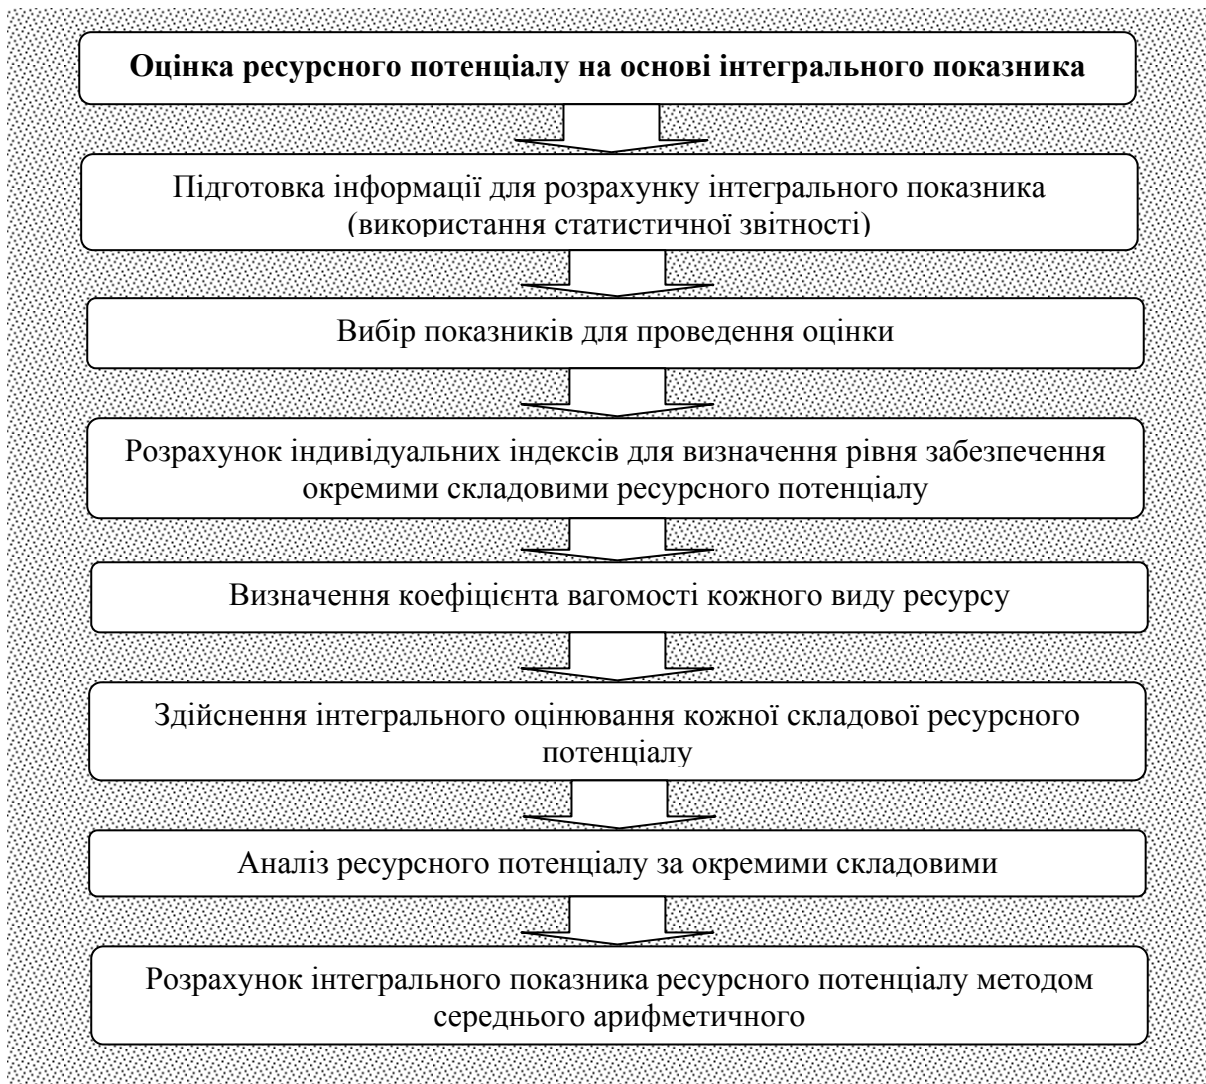 Оцінка ресурсного потенціалу на основі інтегрального показника
Підготовка інформації для розрахунку інтегрального показника
(використання статистичної звітності)
Вибір показників для проведення оцінки
Розрахунок індивідуальних індексів для визначення рівня забезпечення
окремими складовими ресурсного потенціалу
Визначення коефіцієнта вагомості кожного виду ресурсу
Здійснення інтегрального оцінювання кожної складової ресурсного
потенціалу
Аналіз ресурсного потенціалу за окремими складовими
Розрахунок інтегрального показника ресурсного потенціалу методом
середнього арифметичного